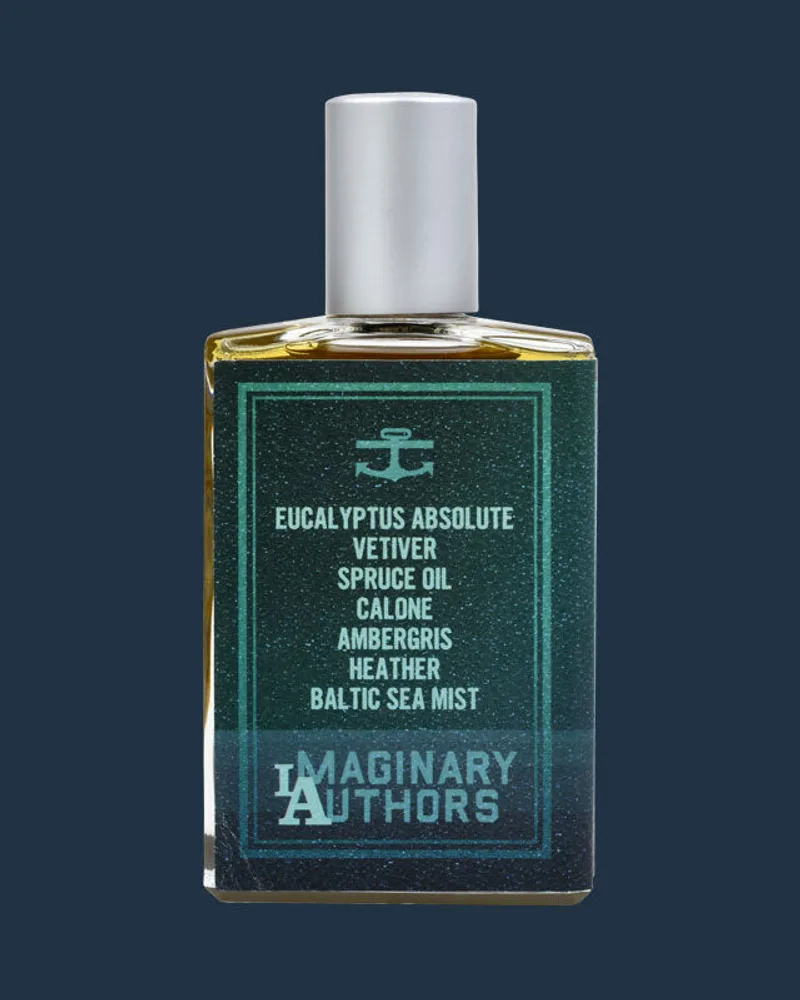 EUCALYPTUS ABSOLUTE
VETIVER
SPRUCE OIL
CALONE
AMBERGRIS
HEATHER
BALTIC SEA MIST
IMAGINARY
AUTHORS